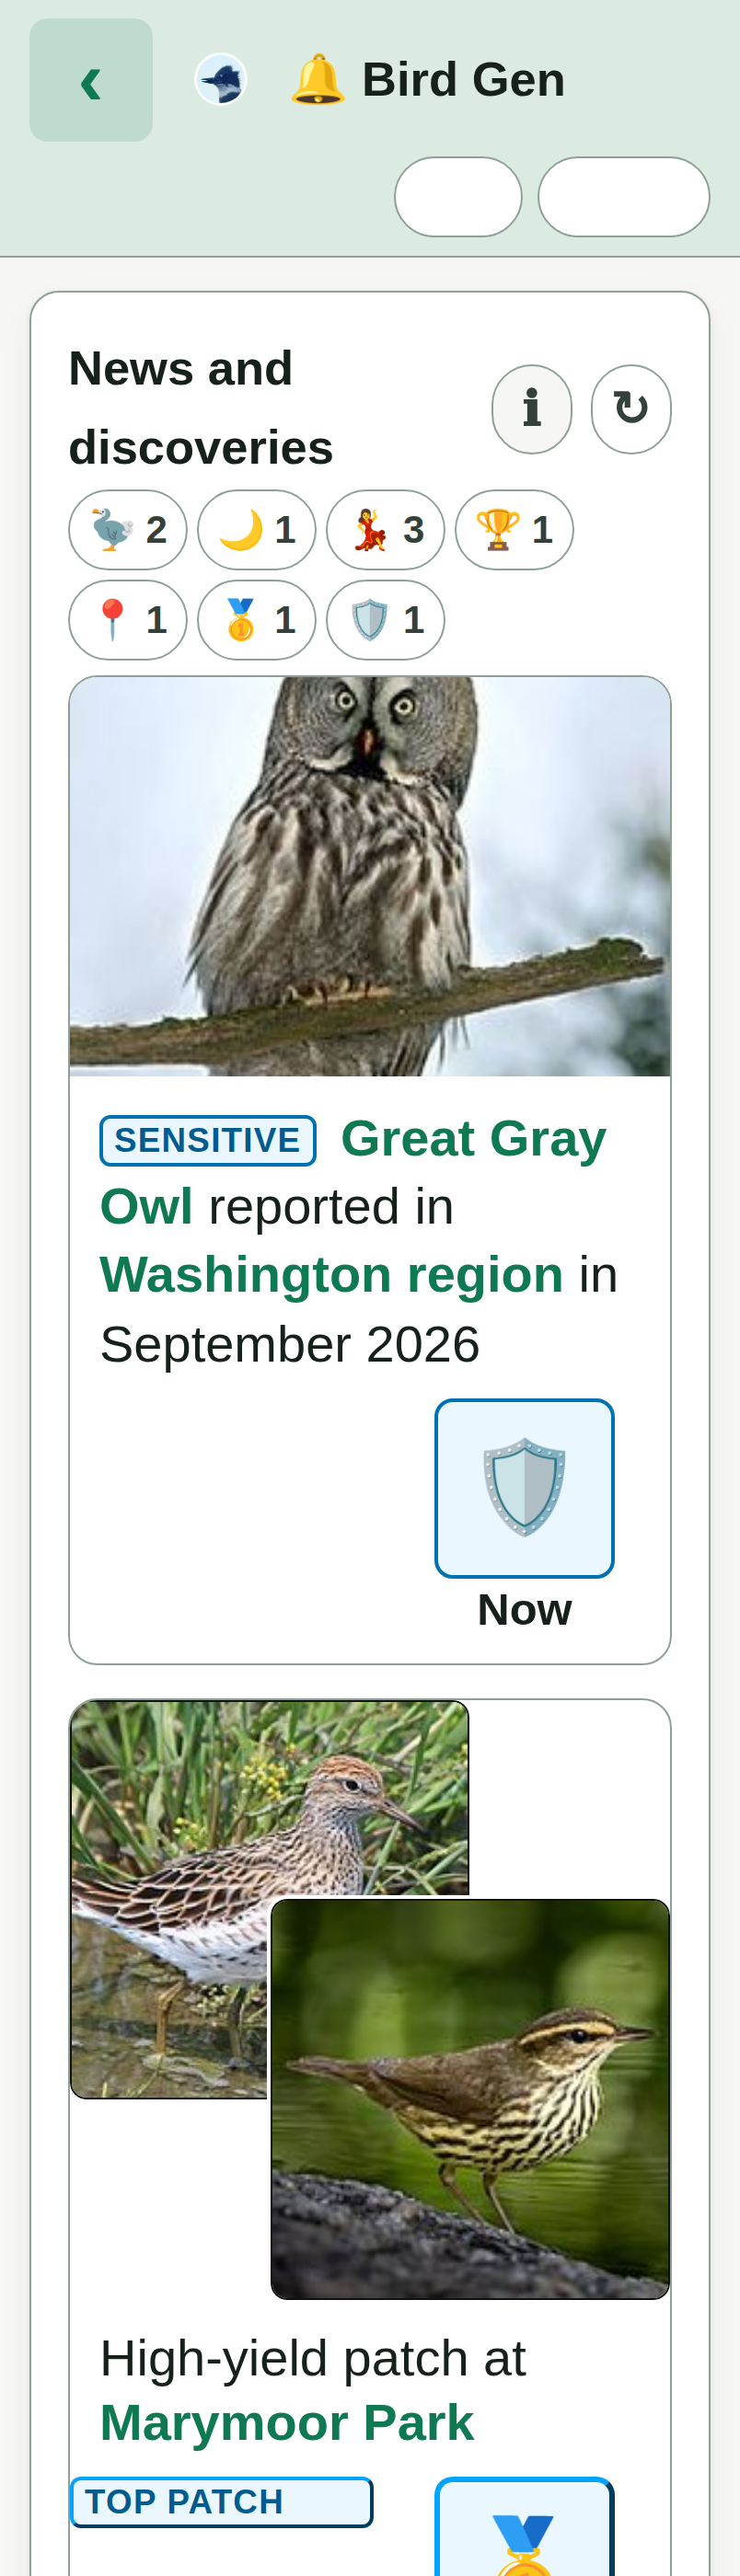 ‹ 🔔 Bird Gen
News and
discoveries
ℹ ↻
🦤 2 🌙 1 💃 3 🏆 1
📍 1 🥇 1 🛡️ 1
SENSITIVE Great Gray
Owl reported in
Washington region in
September 2026
Now
High-yield patch at
Marymoor Park
TOP PATCH